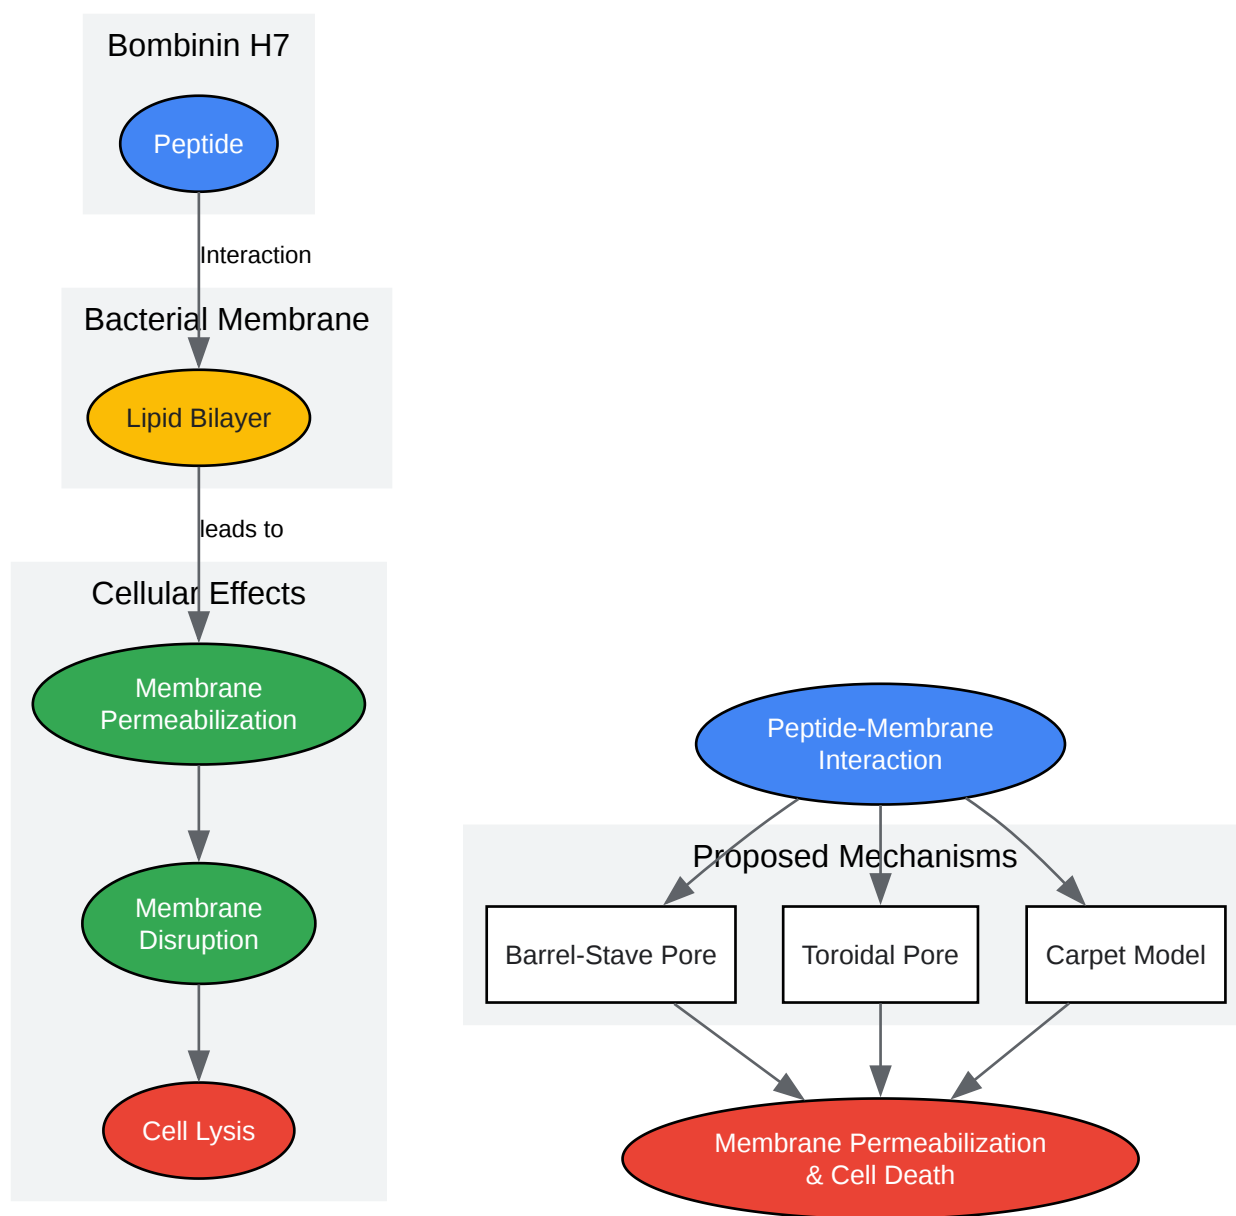 Bombinin H7
Peptide
Interaction
Bacterial Membrane
Lipid Bilayer
leads to
Cellular Effects
Membrane
Permeabilization
Membrane
Disruption
Cell Lysis
Peptide-Membrane
Interaction
Proposed Mechanisms
Barrel-Stave Pore
Toroidal Pore
Carpet Model
Membrane Permeabilization
& Cell Death